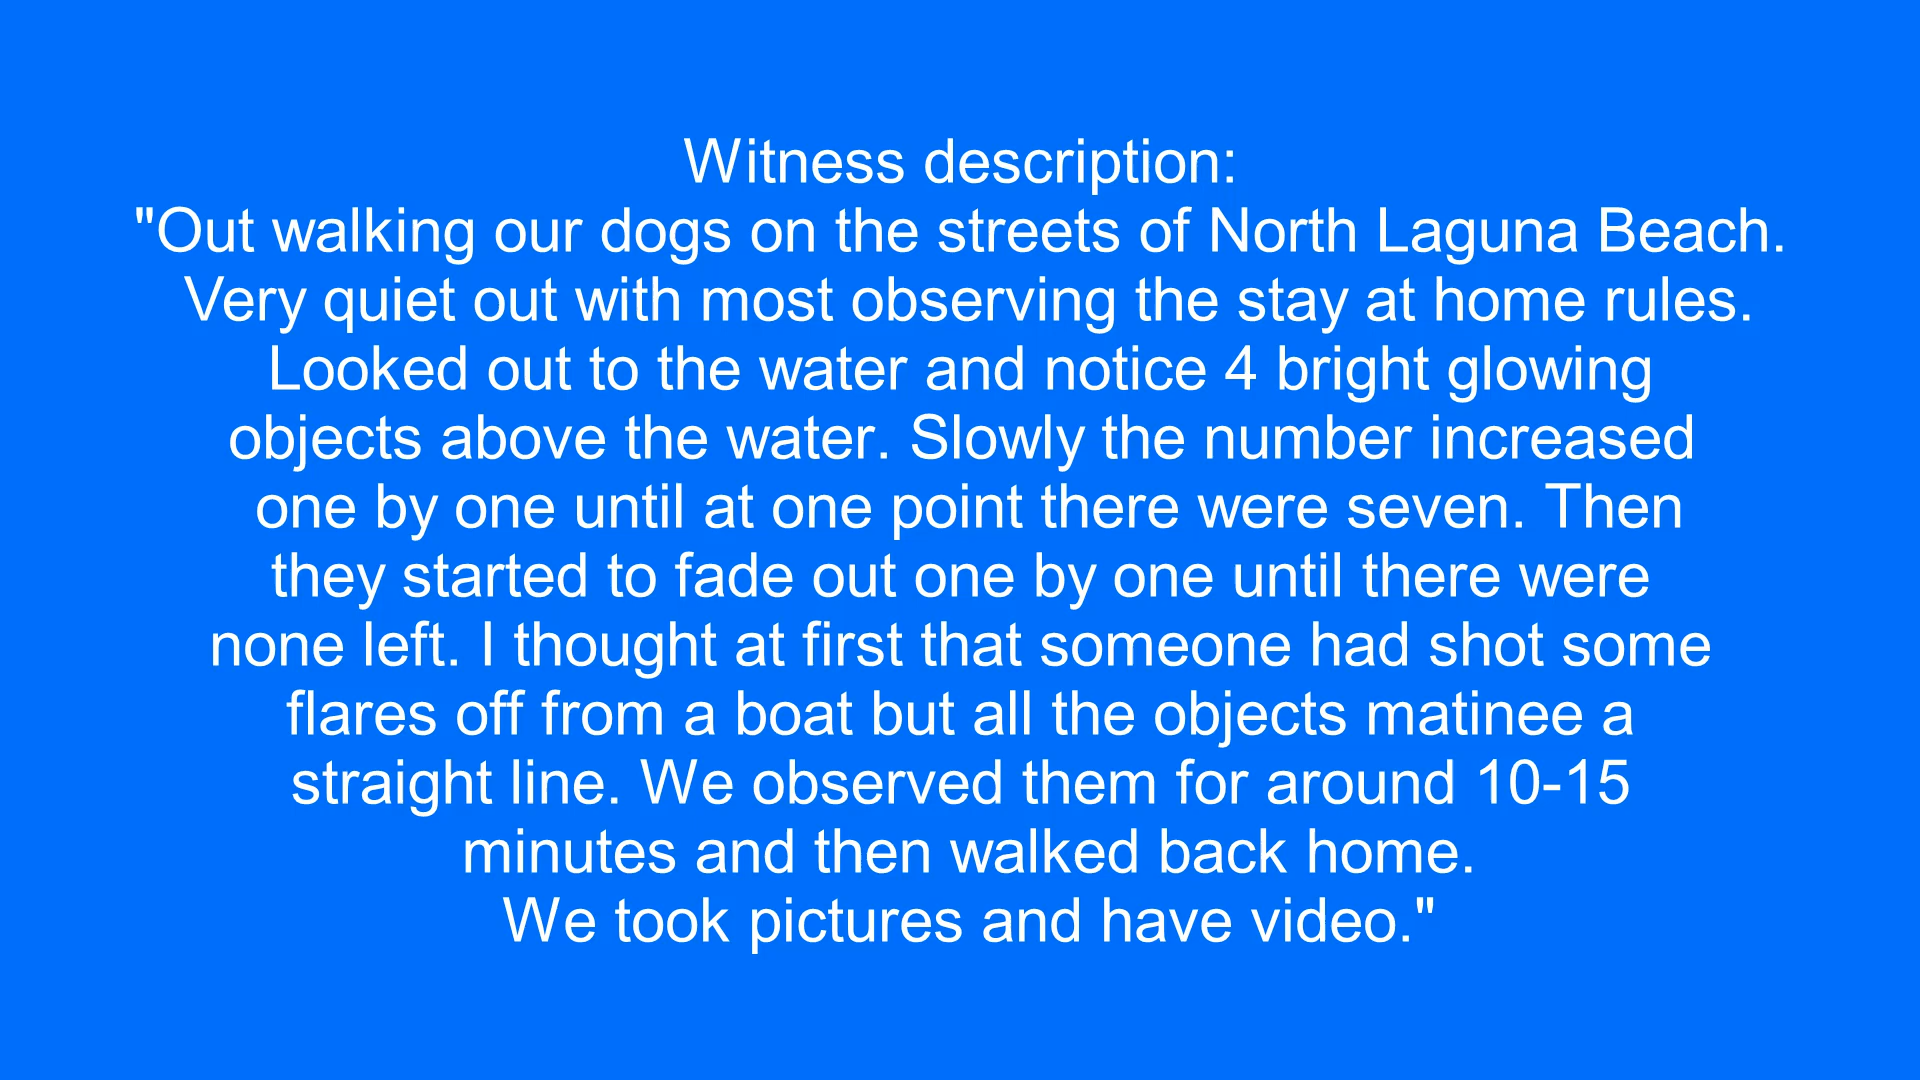 Witness description:
"Out walking our dogs on the streets of North Laguna Beach.
Very quiet out with most observing the stay at home rules.
Looked out to the water and notice 4 bright glowing
objects above the water. Slowly the number increased
one by one until at one point there were seven. Then
they started to fade out one by one until there were
none left. I thought at first that someone had shot some
flares off from a boat but all the objects matinee a
straight line. We observed them for around 10-15
minutes and then walked back home.
We took pictures and have video."